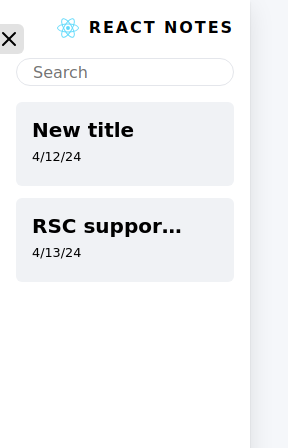 REACT NOTES
Search
New title
4/12/24
RSC suppor...
4/13/24